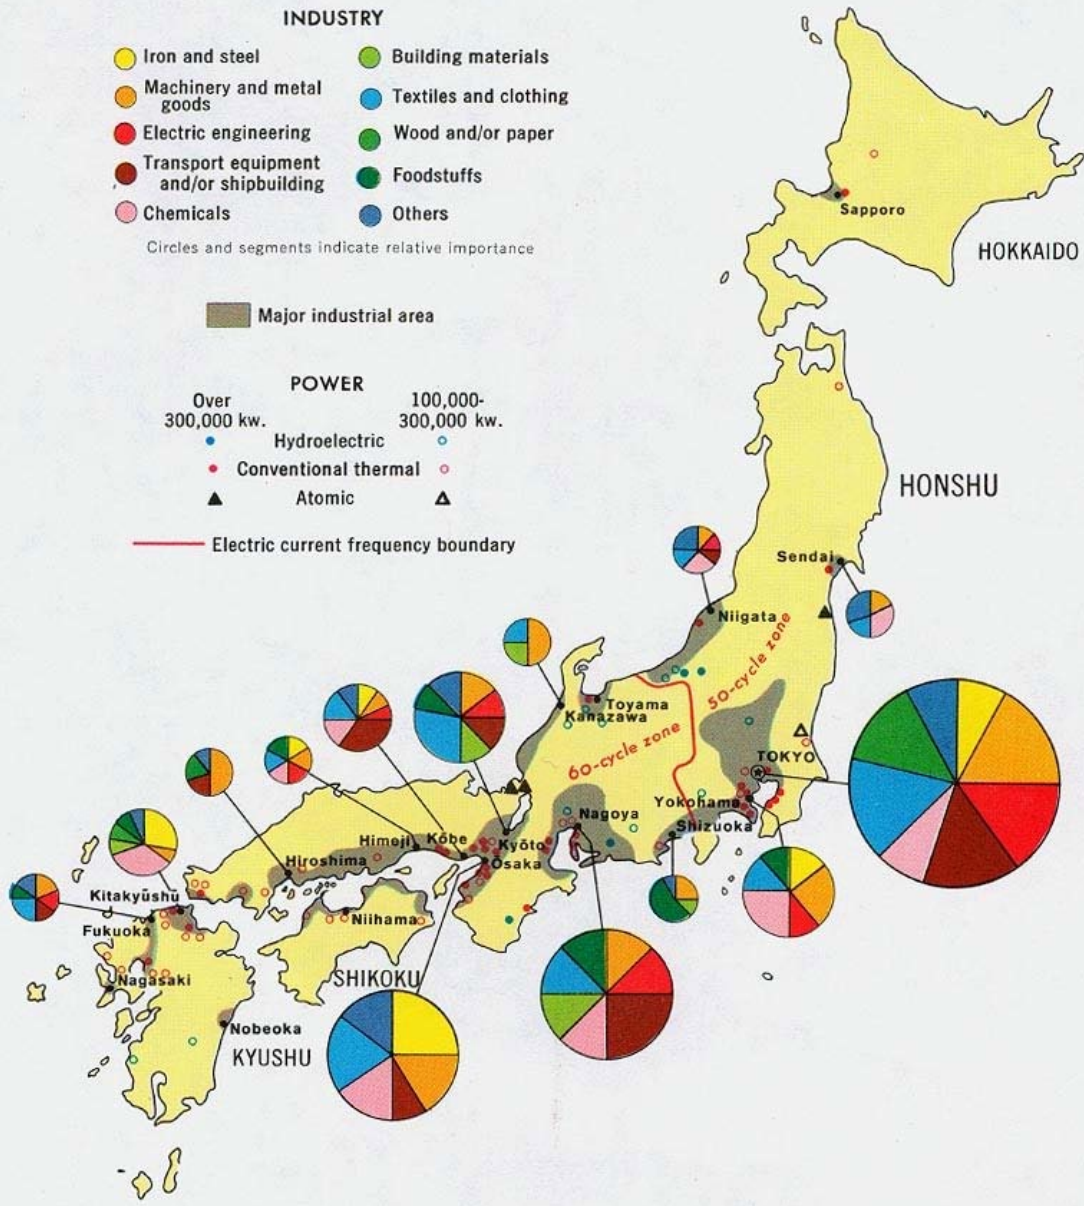 INDUSTRY
Iron and steel
Machinery and metal
goods
Electric engineering
Transport equipment
and/or shipbuilding
Chemicals
Building materials
Textiles and clothing
Wood and/or paper
Foodstuffs
Others
Circles and segments indicate relative importance
Major industrial area
POWER
Over
300,000 kw.
100,000-
300,000 kw.
Hydroelectric
Conventional thermal
Atomic
Electric current frequency boundary
Sapporo
HOKKAIDO
HONSHU
Sendai
Niigata
50-cycle zone
Toyama
Kanazawa
60-cycle zone
TOKYO
Yokohama
Nagoya
Shizuoka
Himeji
Kōbe
Kyōto
Ōsaka
Hiroshima
Kitakyūshū
Niihama
Fukuoka
SHIKOKU
Nagasaki
Nobeoka
KYUSHU